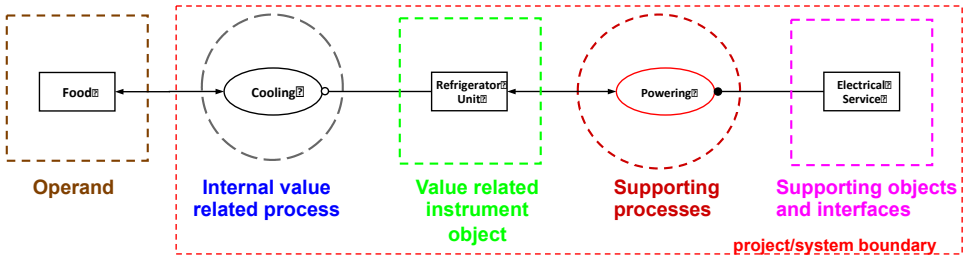 Food
Cooling
Refrigerator
Unit
Powering
Electrical
Service
Operand
Internal value
related process
Value related
instrument
object
Supporting
processes
Supporting objects
and interfaces
project/system boundary